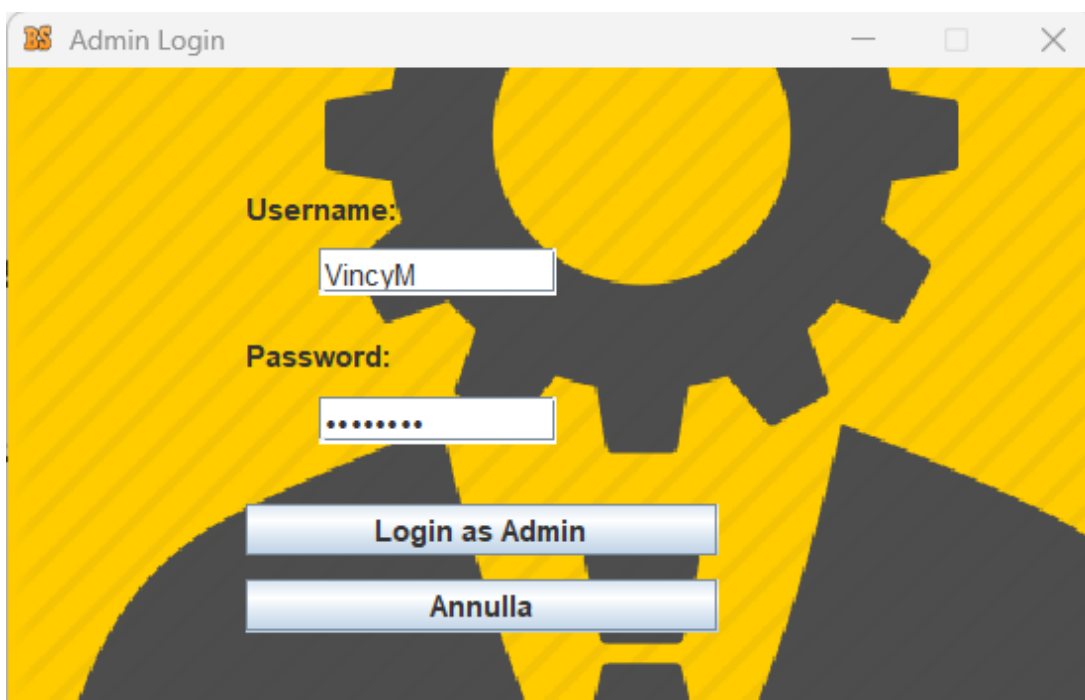 BS Admin Login
Username:
VincyM
Password:
••••••••
Login as Admin
Annulla